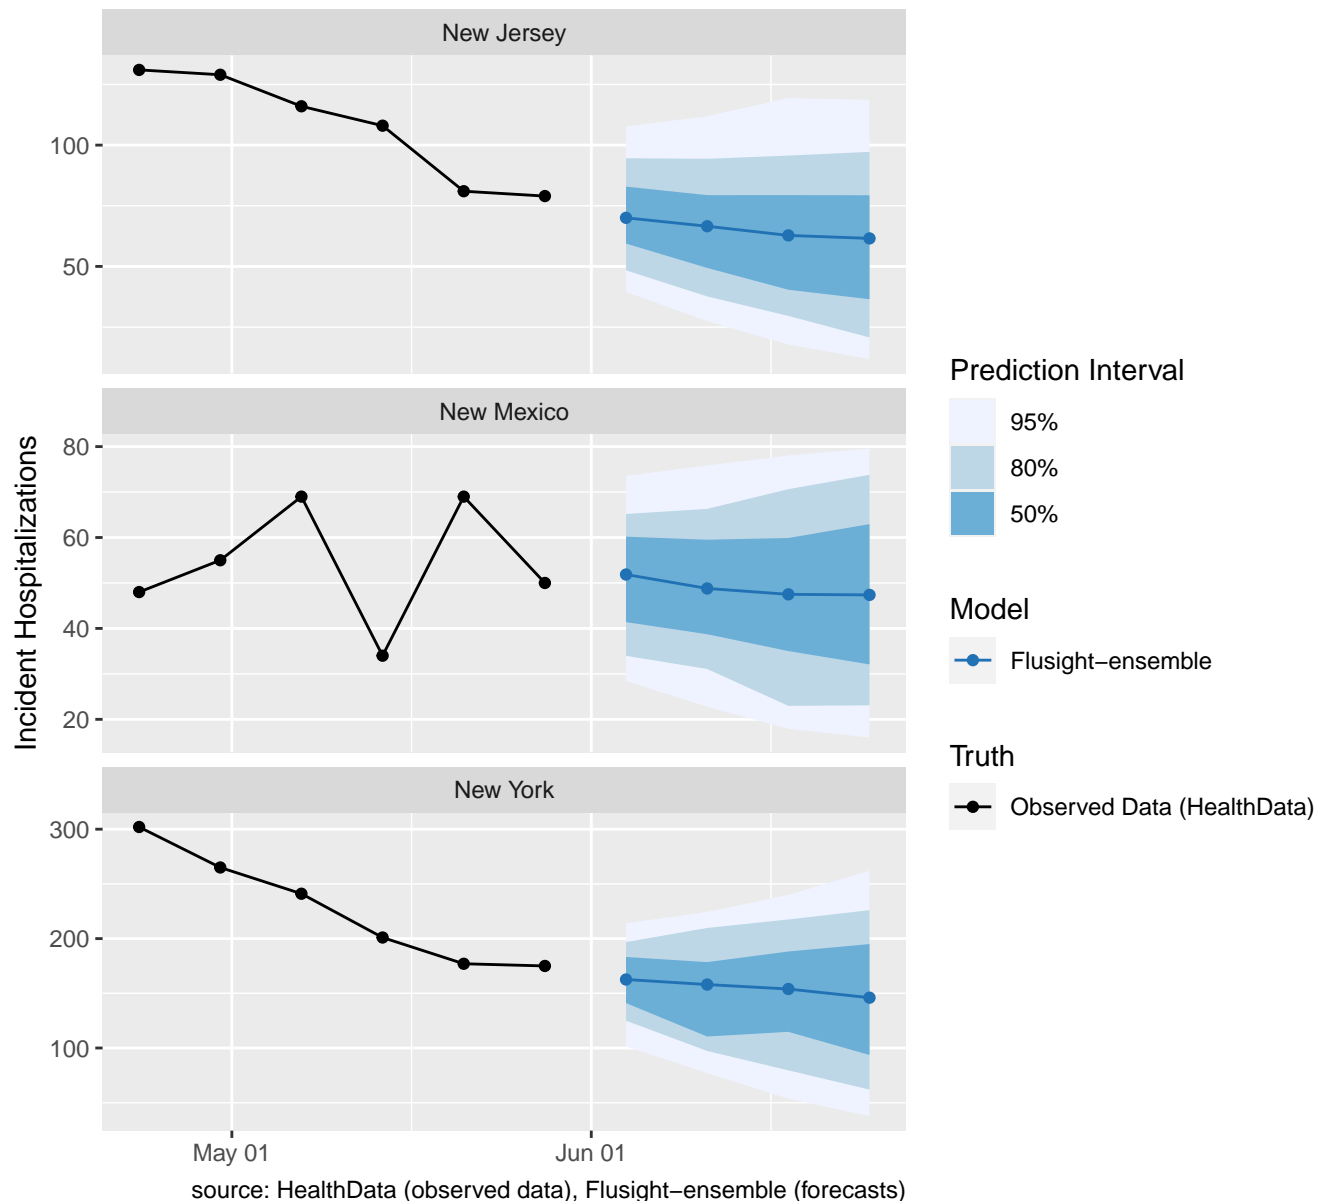 New Jersey
100
50
New Mexico
80
60
40
20
New York
300
200
100
May 01
Jun 01
Incident Hospitalizations
source: HealthData (observed data), Flusight−ensemble (forecasts)
Prediction Interval
95%
80%
50%
Model
Flusight−ensemble
Truth
Observed Data (HealthData)